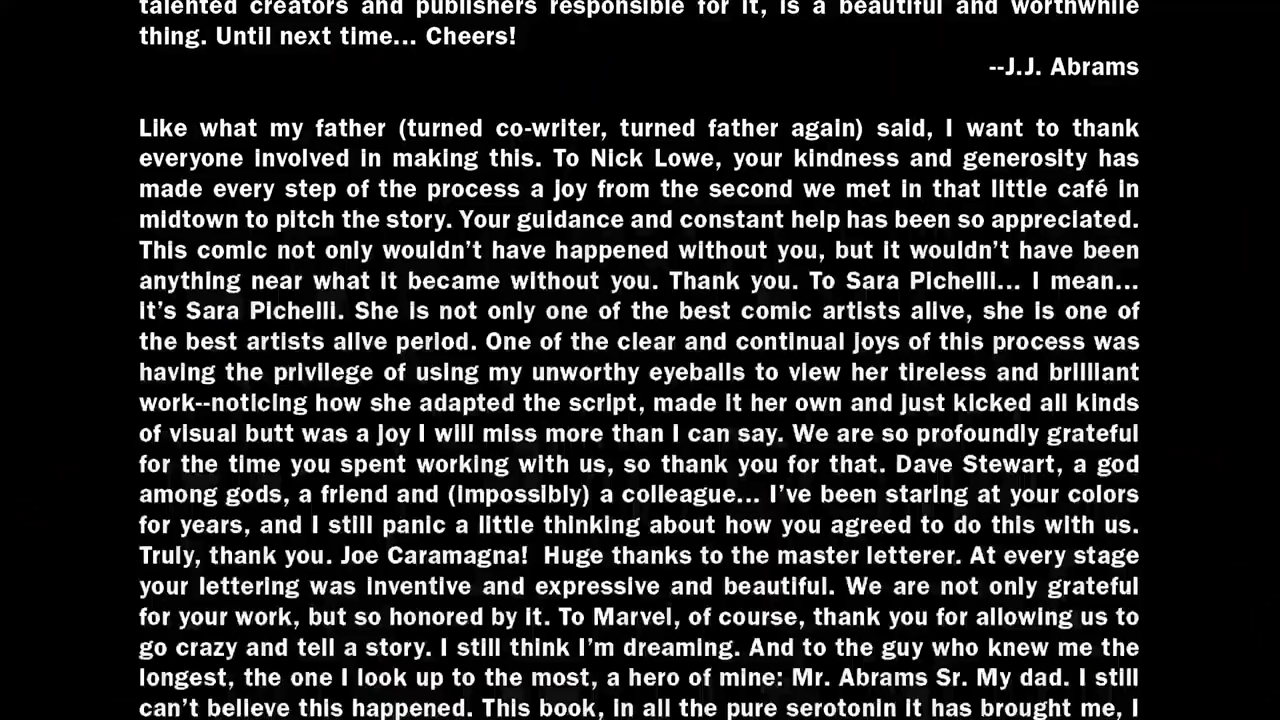 talented creators and publishers responsible for it, is a beautiful and worthwhile
thing. Until next time... Cheers!
--J.J. Abrams
Like what my father (turned co-writer, turned father again) said, I want to thank
everyone involved in making this. To Nick Lowe, your kindness and generosity has
made every step of the process a joy from the second we met in that little café in
midtown to pitch the story. Your guidance and constant help has been so appreciated.
This comic not only wouldn't have happened without you, but it wouldn't have been
anything near what it became without you. Thank you. To Sara Pichelli... I mean...
It's Sara Pichelli. She is not only one of the best comic artists alive, she is one of
the best artists alive period. One of the clear and continual joys of this process was
having the privilege of using my unworthy eyeballs to view her tireless and brilliant
work--noticing how she adapted the script, made it her own and just kicked all kinds
of visual butt was a joy I will miss more than I can say. We are so profoundly grateful
for the time you spent working with us, so thank you for that. Dave Stewart, a god
among gods, a friend and (impossibly) a colleague... I've been staring at your colors
for years, and I still panic a little thinking about how you agreed to do this with us.
Truly, thank you. Joe Caramagna!  Huge thanks to the master letterer. At every stage
your lettering was inventive and expressive and beautiful. We are not only grateful
for your work, but so honored by it. To Marvel, of course, thank you for allowing us to
go crazy and tell a story. I still think I'm dreaming. And to the guy who knew me the
longest, the one I look up to the most, a hero of mine: Mr. Abrams Sr. My dad. I still
can't believe this happened. This book, in all the pure serotonin it has brought me, I